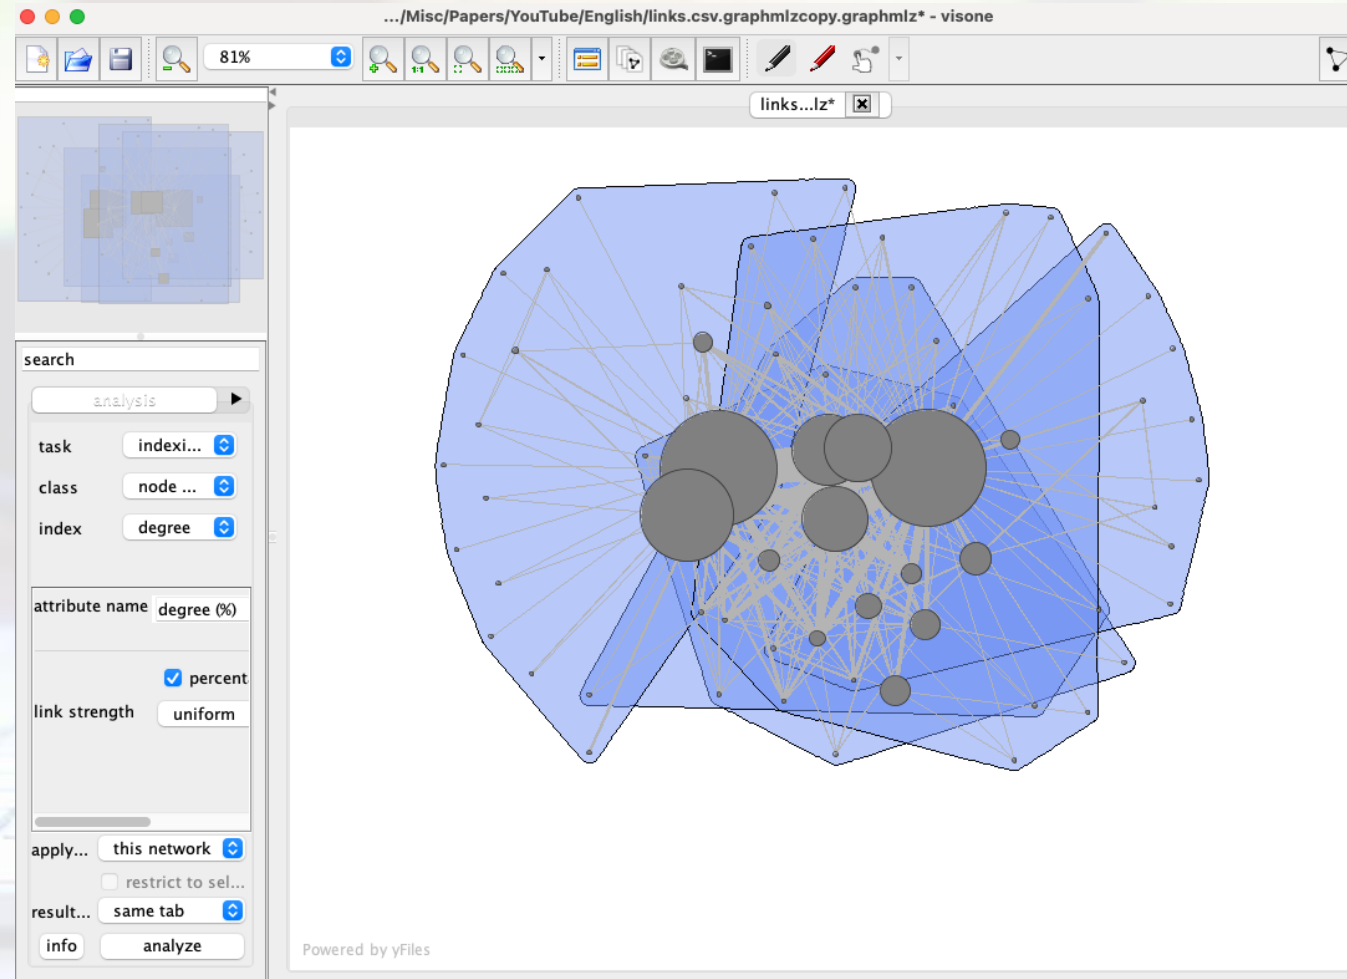 .../Misc/Papers/YouTube/English/links.csv.graphmlzcopy.graphmlz* - visone
81%
1:1
links...lz*
search
analysis
task indexi...
class node ...
index degree
attribute name degree (%)
percent
link strength uniform
apply... this network
restrict to sel...
result... same tab
info analyze
Powered by yFiles